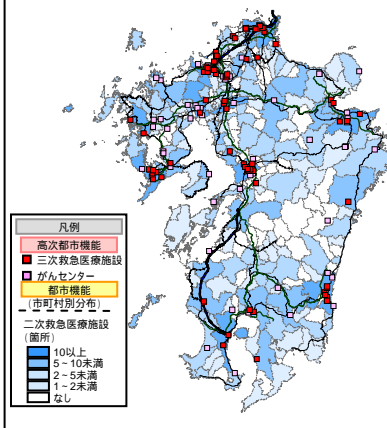 凡例
高次都市機能
三次救急医療施設
がんセンター
都市機能
(市町村別分布)
二次救急医療施設
(箇所)
10以上
5~10未満
2~5未満
1~2未満
なし